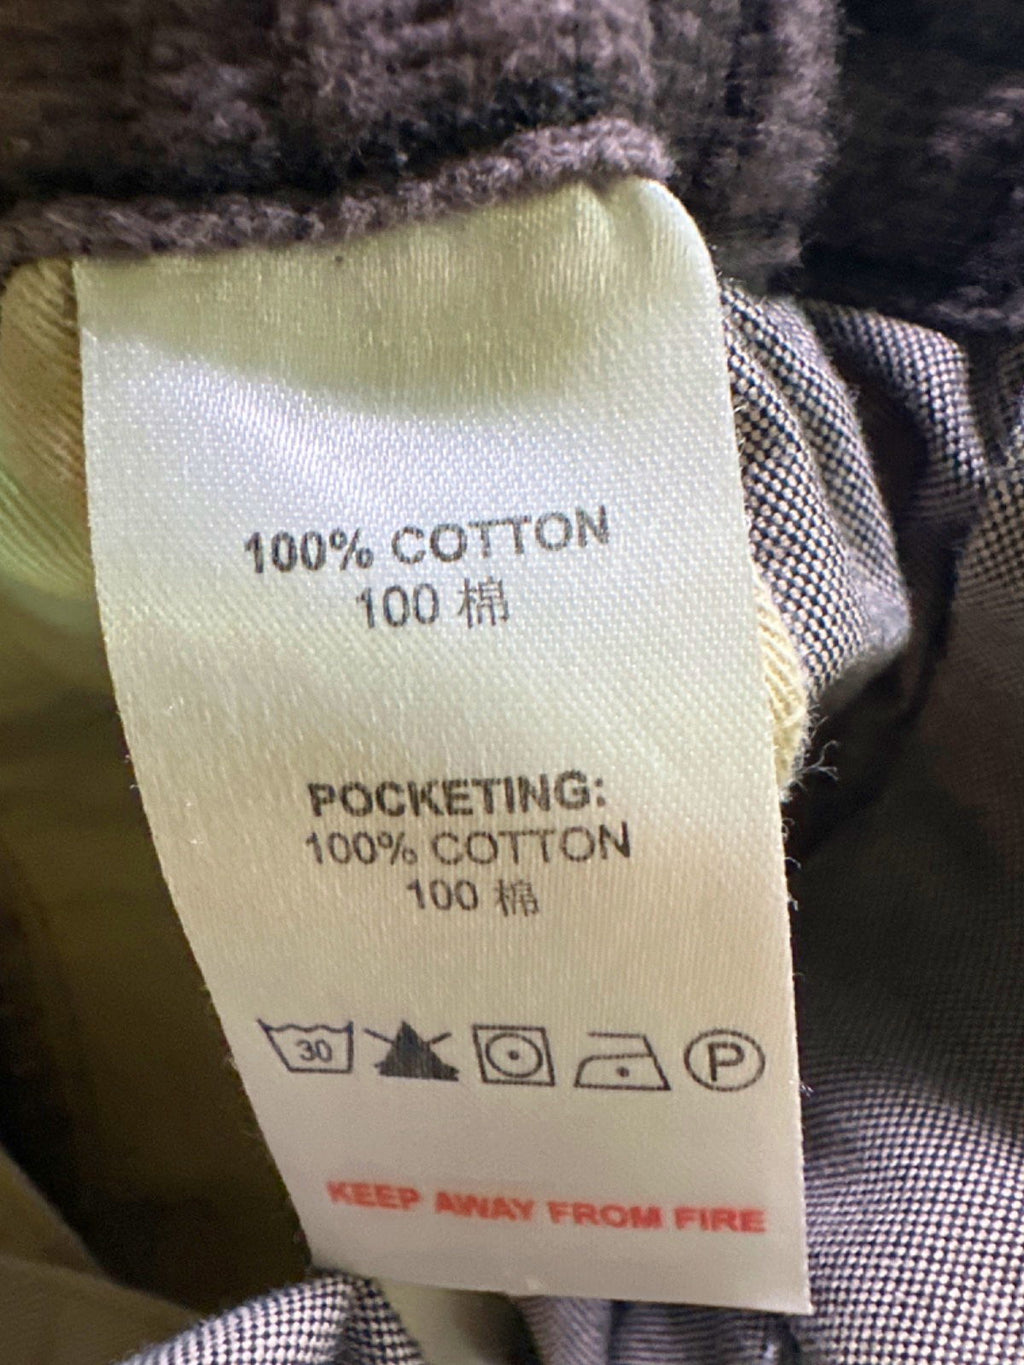 100% COTTON
100 棉
POCKETING:
100% COTTON
100 棉
30 P
KEEP AWAY FROM FIRE